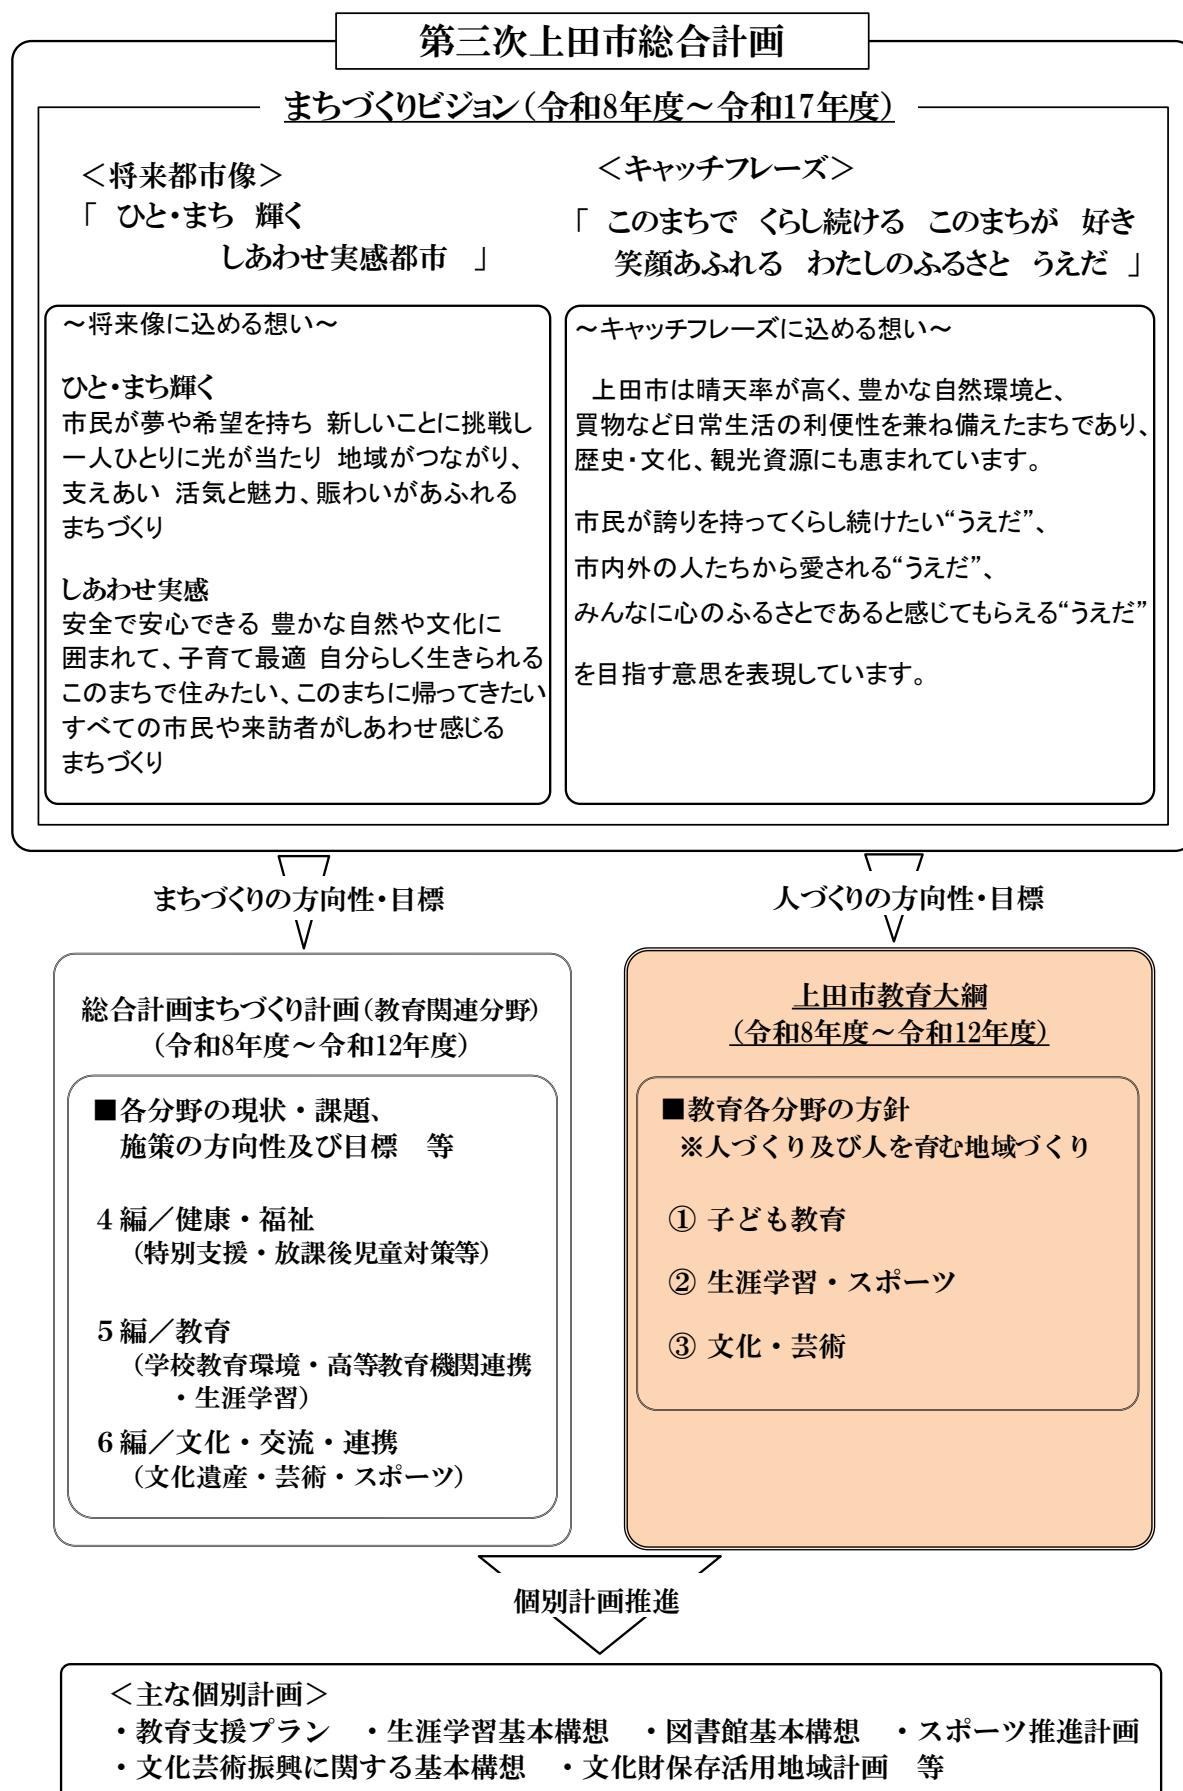 第三次上田市総合計画
まちづくりビジョン（令和8年度～令和17年度）
＜将来都市像＞
「　ひと・まち　輝く
しあわせ実感都市　」
＜キャッチフレーズ＞
「　このまちで　くらし続ける　このまちが　好き
笑顔あふれる　わたしのふるさと　うえだ　」
～将来像に込める想い～
ひと・まち輝く
市民が夢や希望を持ち 新しいことに挑戦し
一人ひとりに光が当たり 地域がつながり、
支えあい 活気と魅力、賑わいがあふれる
まちづくり
しあわせ実感
安全で安心できる 豊かな自然や文化に
囲まれて、子育て最適 自分らしく生きられる
このまちで住みたい、このまちに帰ってきたい
すべての市民や来訪者がしあわせ感じる
まちづくり
～キャッチフレーズに込める想い～
上田市は晴天率が高く、豊かな自然環境と、
買物など日常生活の利便性を兼ね備えたまちであり、
歴史・文化、観光資源にも恵まれています。
市民が誇りを持ってくらし続けたい“うえだ”、
市内外の人たちから愛される“うえだ”、
みんなに心のふるさとであると感じてもらえる“うえだ”
を目指す意思を表現しています。
まちづくりの方向性・目標
人づくりの方向性・目標
総合計画まちづくり計画（教育関連分野）
（令和8年度～令和12年度）
■各分野の現状・課題、
施策の方向性及び目標　等
４編／健康・福祉
（特別支援・放課後児童対策等）
５編／教育
（学校教育環境・高等教育機関連携
・生涯学習）
６編／文化・交流・連携
（文化遺産・芸術・スポーツ）
上田市教育大綱
（令和8年度～令和12年度）
■教育各分野の方針
※人づくり及び人を育む地域づくり
① 子ども教育
② 生涯学習・スポーツ
③ 文化・芸術
個別計画推進
＜主な個別計画＞
・教育支援プラン　・生涯学習基本構想　・図書館基本構想　・スポーツ推進計画
・文化芸術振興に関する基本構想　・文化財保存活用地域計画　等